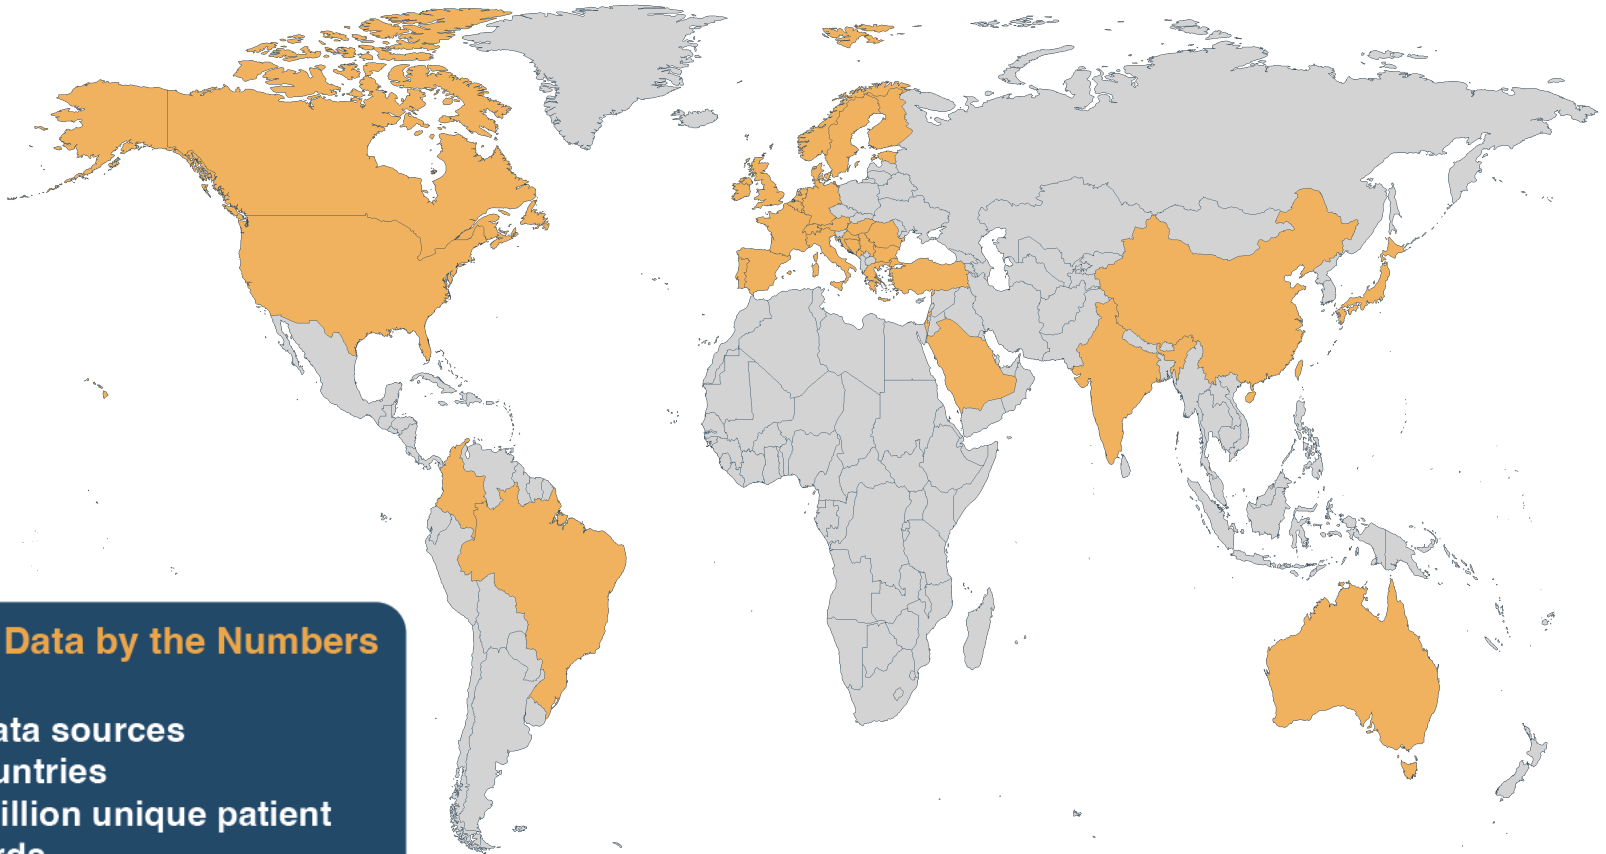 Data by the Numbers
ata sources
untries
illion unique patient